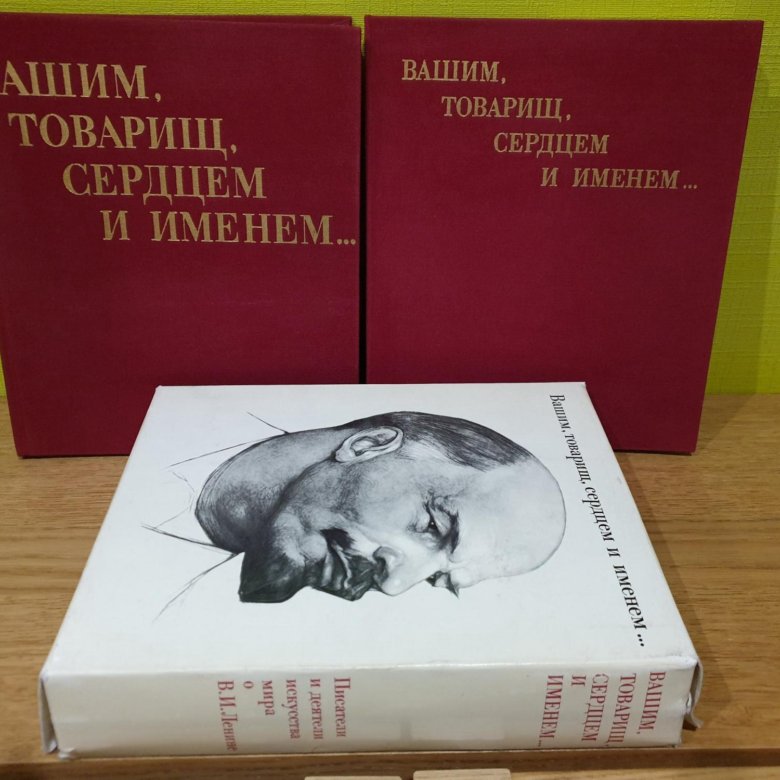 АШИМ,
ТОВАРИЩ,
СЕРДЦЕМ
И ИМЕНЕМ...
ВАШИМ,
ТОВАРИЩ,
СЕРДЦЕМ
И ИМЕНЕМ...
Вашим, товарищ, сердцем и именем...
ВАШИМ,
ТОВАРИЩ,
СЕРДЦЕМ
И
ИМЕНЕМ...
Писатели
и деятели
искусства
мира
о
В.И.Ленине